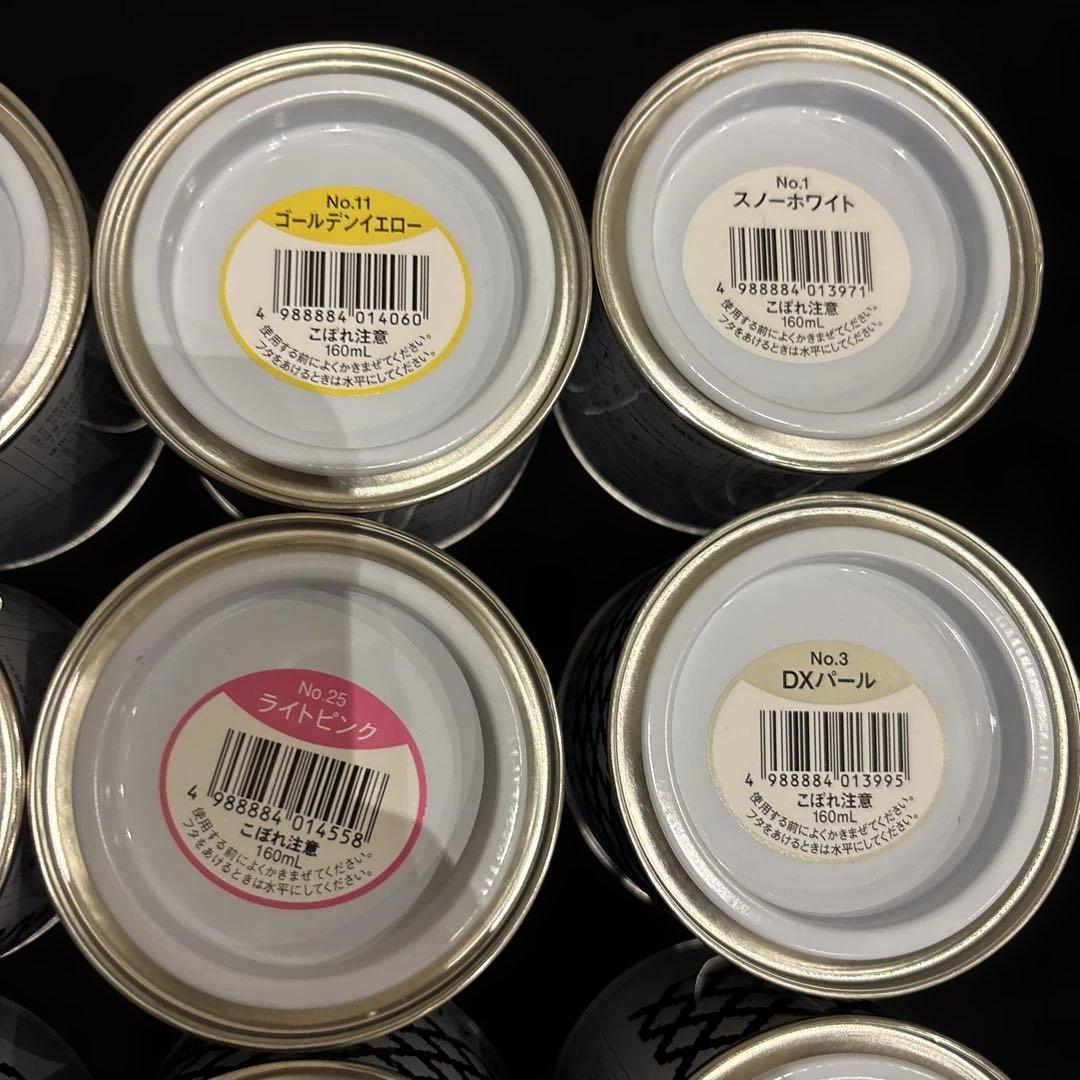 No.11
ゴールデンイエロー
4 988884 014060
こぼれ注意
160mL
使用する前によくかきまぜてください。
フタをあけるときは水平にしてください。
No.1
スノーホワイト
4 988884 013971
こぼれ注意
160mL
使用する前によくかきまぜてください。
フタをあけるときは水平にしてください。
No.25
ライトピンク
4 988884 014558
こぼれ注意
160mL
使用する前によくかきまぜてください。
フタをあけるときは水平にしてください。
No.3
DXパール
4 988884 013995
こぼれ注意
160mL
使用する前によくかきまぜてください。
フタをあけるときは水平にしてください。